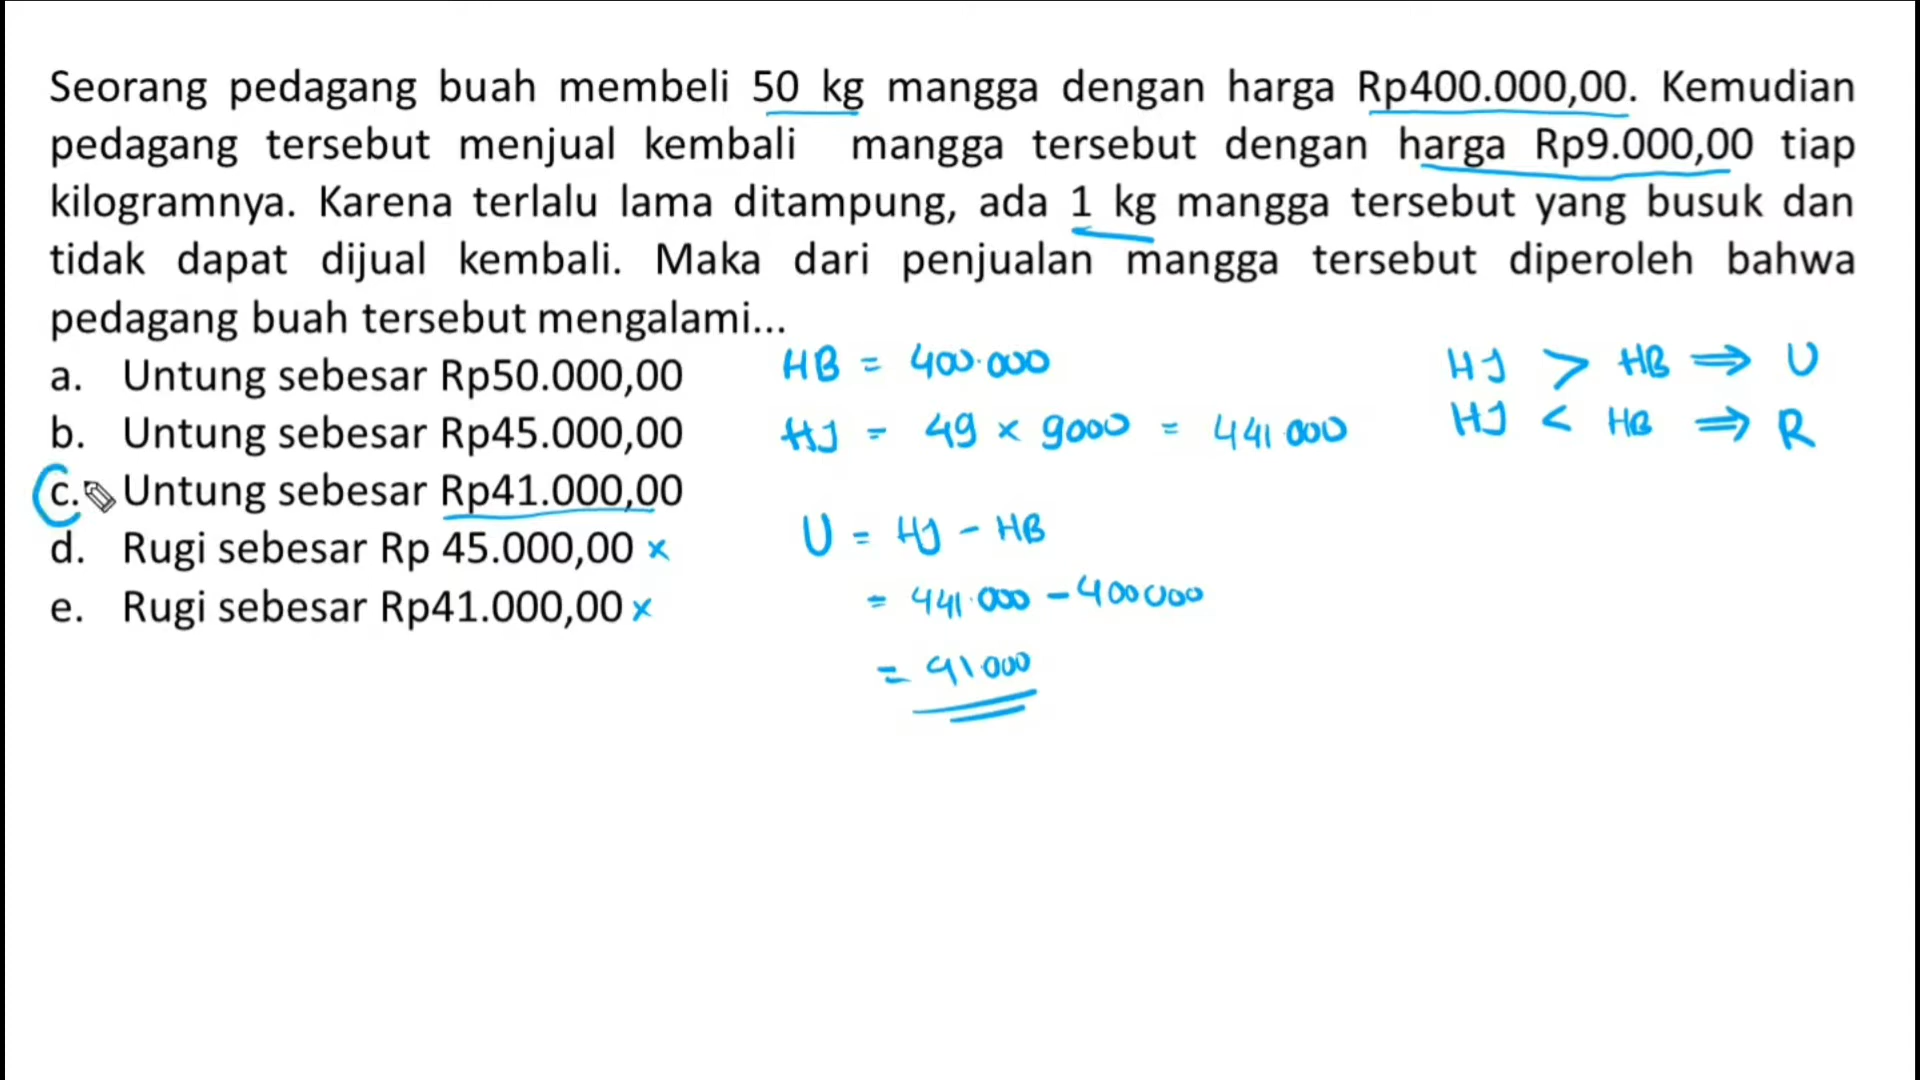 Seorang pedagang buah membeli 50 kg mangga dengan harga Rp400.000,00. Kemudian
pedagang tersebut menjual kembali mangga tersebut dengan harga Rp9.000,00 tiap
kilogramnya. Karena terlalu lama ditampung, ada 1 kg mangga tersebut yang busuk dan
tidak dapat dijual kembali. Maka dari penjualan mangga tersebut diperoleh bahwa
pedagang buah tersebut mengalami...
a. Untung sebesar Rp50.000,00
b. Untung sebesar Rp45.000,00
c. Untung sebesar Rp41.000,00
d. Rugi sebesar Rp 45.000,00 x
e. Rugi sebesar Rp41.000,00 x
HB = 400.000
HJ = 49 x 9000 = 441 000
U = HJ - HB
= 441.000 - 400000
= 41.000
HJ > HB ⇒ U
HJ < HB ⇒ R